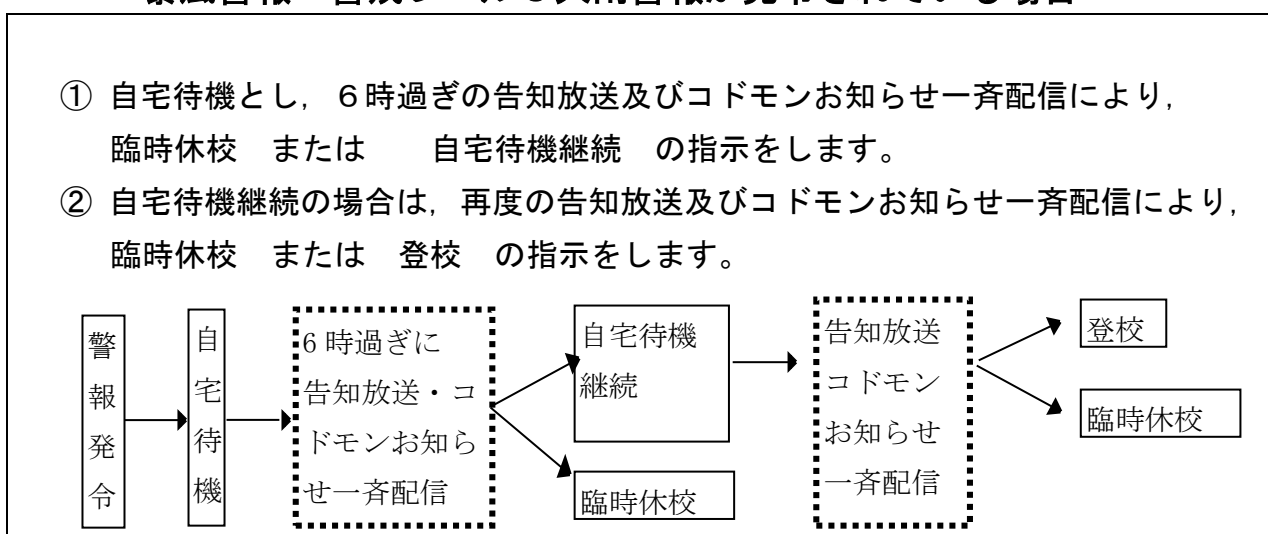 ① 自宅待機とし，６時過ぎの告知放送及びコドモンお知らせ一斉配信により，
臨時休校　または　　自宅待機継続　の指示をします。
② 自宅待機継続の場合は，再度の告知放送及びコドモンお知らせ一斉配信により，
臨時休校　または　登校　の指示をします。
警報発令
自宅待機
6 時過ぎに
告知放送・コ
ドモンお知ら
せ一斉配信
自宅待機
継続
臨時休校
告知放送
コドモン
お知らせ
一斉配信
登校
臨時休校